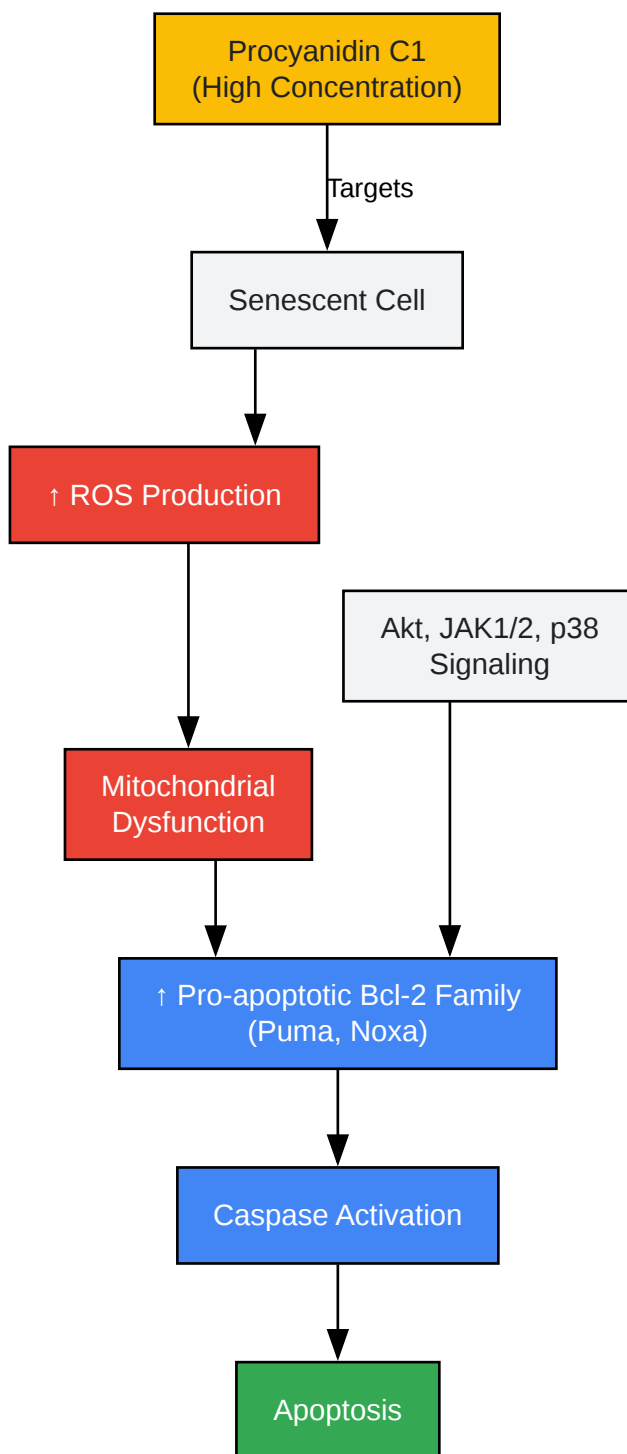 Procyanidin C1
(High Concentration)
Targets
Senescent Cell
↑ ROS Production
Akt, JAK1/2, p38
Signaling
Mitochondrial
Dysfunction
↑ Pro-apoptotic Bcl-2 Family
(Puma, Noxa)
Caspase Activation
Apoptosis